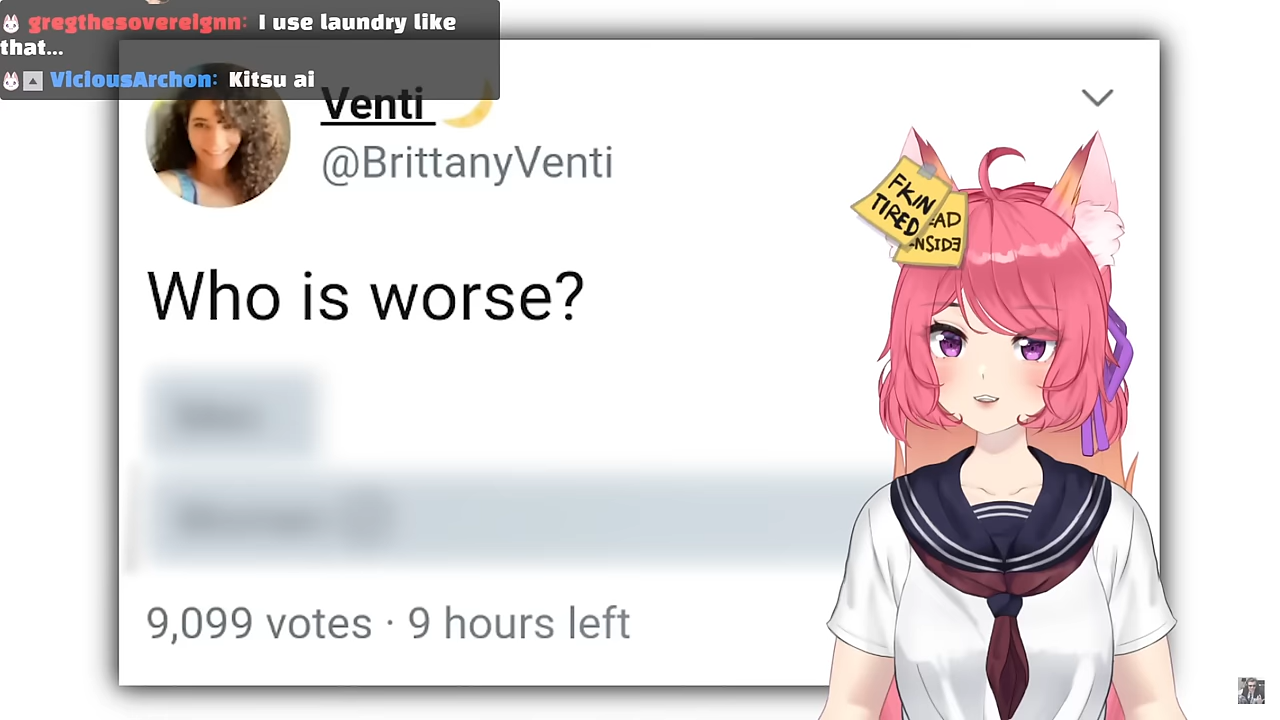 gregthesovereIgnn: I use laundry like
that...
VIcIousArchon: Kitsu ai
Venti
@BrittanyVenti
FKIN
TIRED
EAD
INSIDE
Who is worse?
9,099 votes · 9 hours left